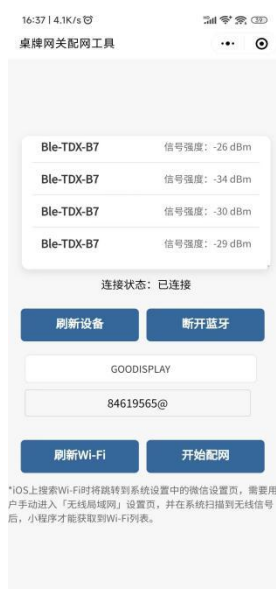 16:37 | 4.1K/s
39
桌牌网关配网工具
Ble-TDX-B7 信号强度: -26 dBm
Ble-TDX-B7 信号强度: -34 dBm
Ble-TDX-B7 信号强度: -30 dBm
Ble-TDX-B7 信号强度: -29 dBm
连接状态: 已连接
刷新设备 断开蓝牙
GOODISPLAY
84619565@
刷新Wi-Fi 开始配网
*iOS上搜索Wi-Fi时将跳转到系统设置中的微信设置页，需要用
户手动进入「无线局域网」设置页，并在系统扫描到无线信号
后，小程序才能获取到Wi-Fi列表。